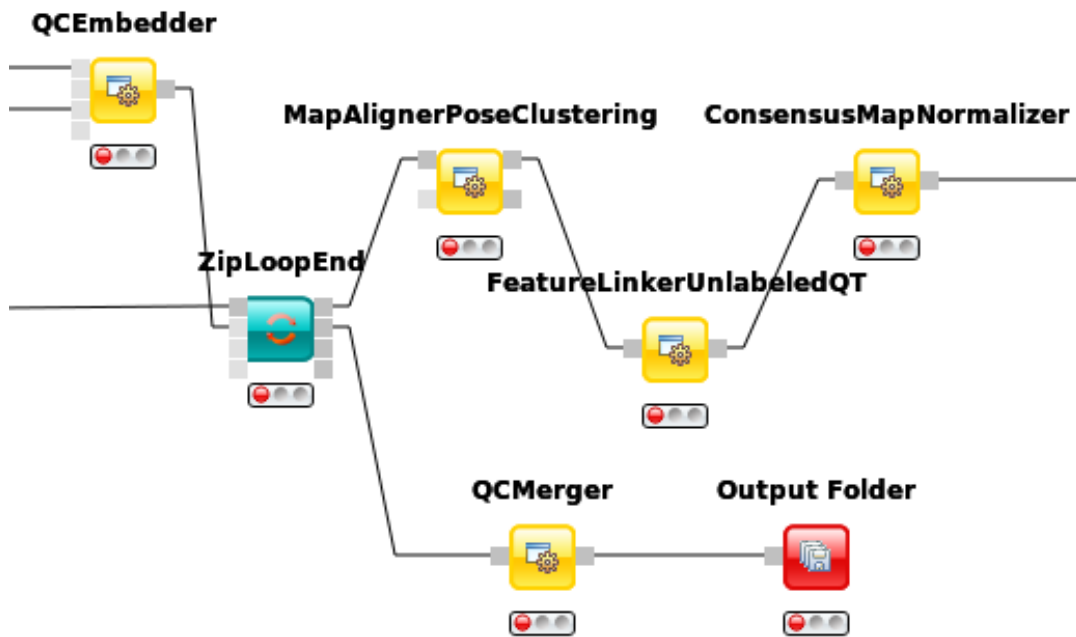 QCEmbedder
MapAlignerPoseClustering
ConsensusMapNormalizer
ZipLoopEnd
FeatureLinkerUnlabeledQT
QCMerger
Output Folder